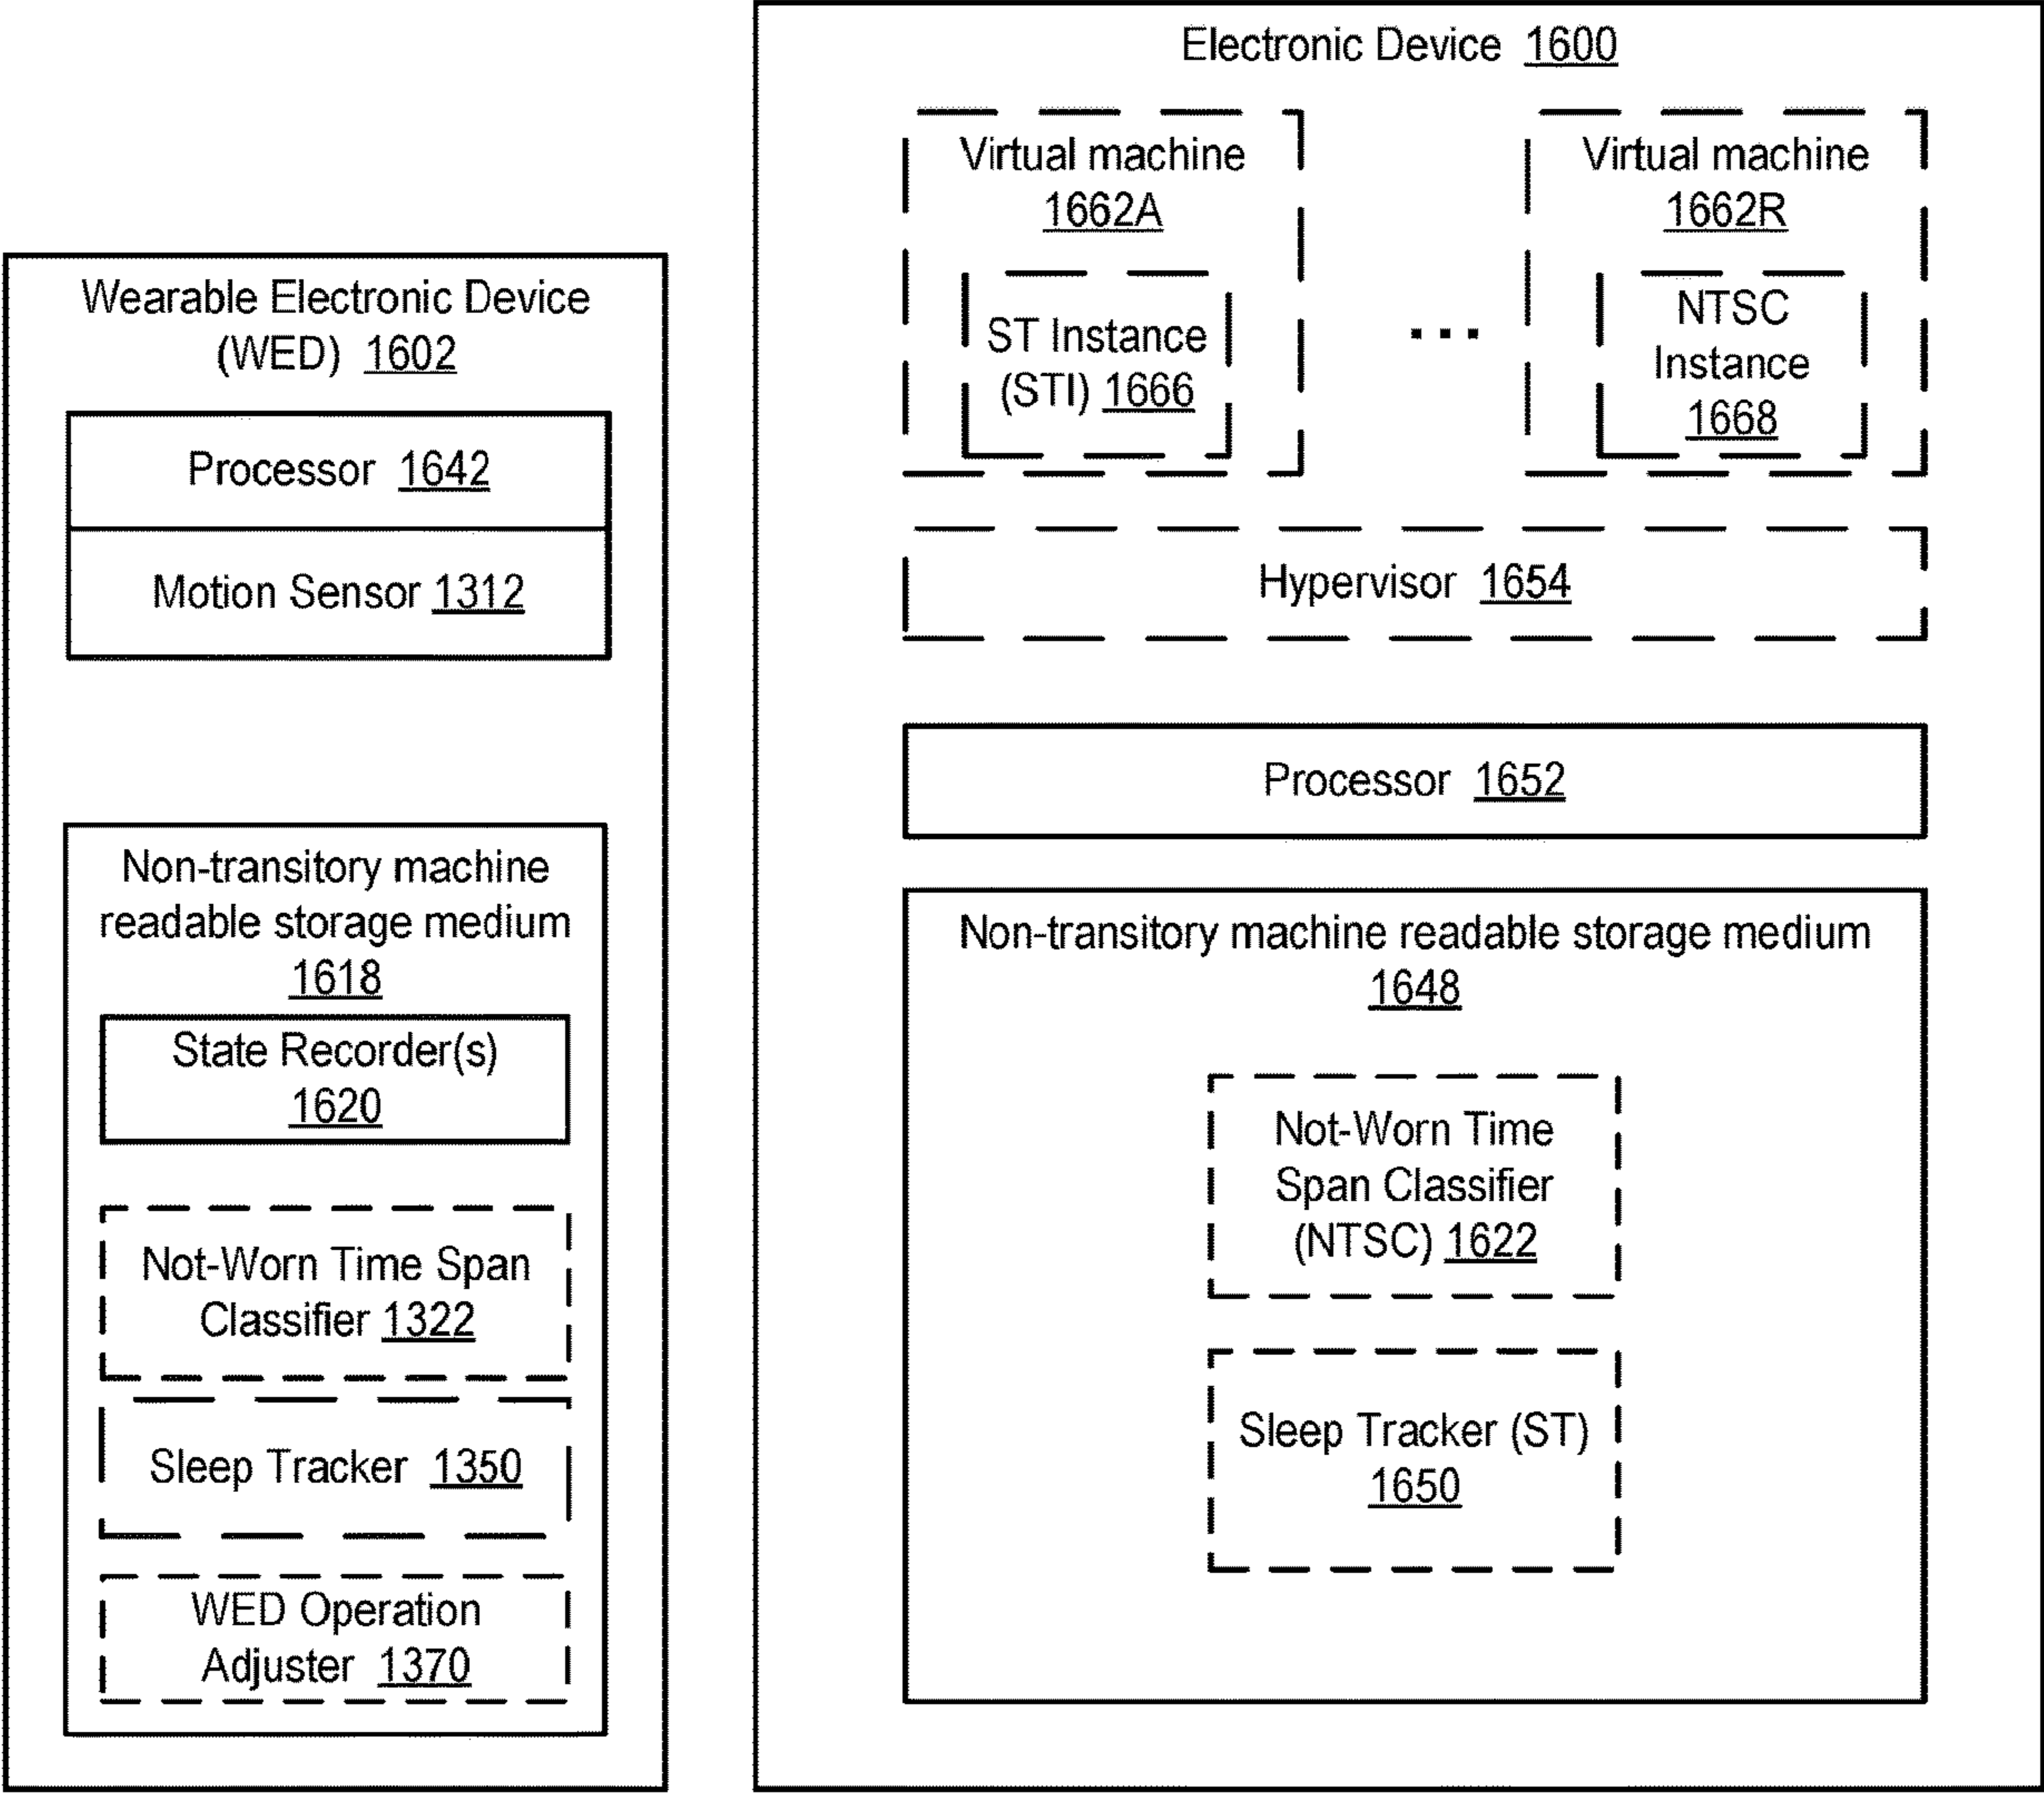 Wearable Electronic Device
(WED) 1602
Processor 1642
Motion Sensor 1312
Non-transitory machine
readable storage medium
1618
State Recorder(s)
1620
Not-Worn Time Span
Classifier 1322
Sleep Tracker 1350
WED Operation
Adjuster 1370
Electronic Device 1600
Virtual machine
1662A
ST Instance
(STI) 1666
...
Virtual machine
1662R
NTSC
Instance
1668
Hypervisor 1654
Processor 1652
Non-transitory machine readable storage medium
1648
Not-Worn Time
Span Classifier
(NTSC) 1622
Sleep Tracker (ST)
1650